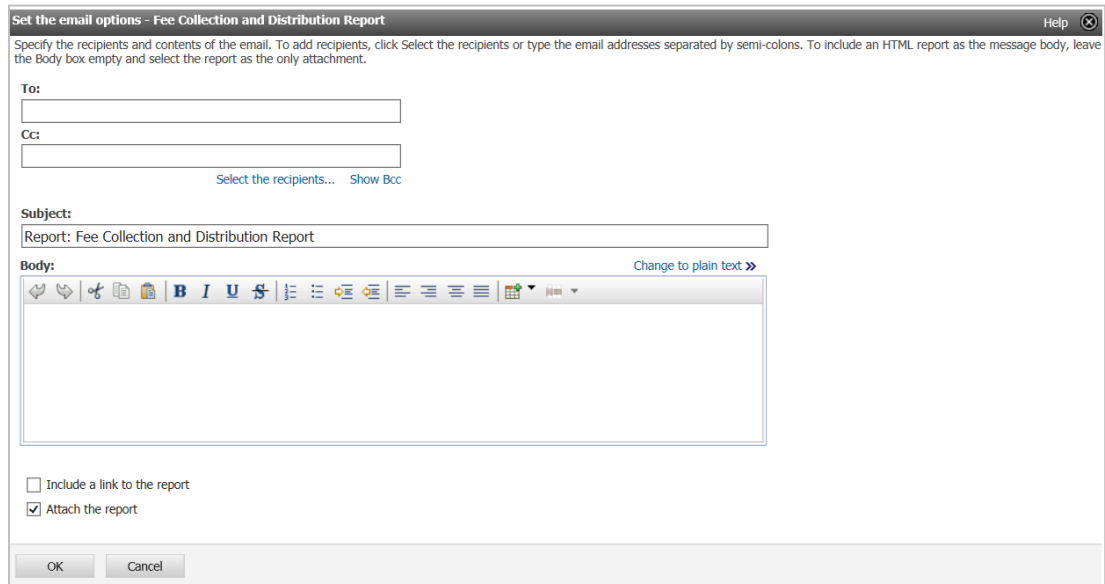 Set the email options - Fee Collection and Distribution Report
Help
Specify the recipients and contents of the email. To add recipients, click Select the recipients or type the email addresses separated by semi-colons. To include an HTML report as the message body, leave
the Body box empty and select the report as the only attachment.
To:
Cc:
Select the recipients... Show Bcc
Subject:
Report: Fee Collection and Distribution Report
Body:
Change to plain text »
B I U S
Include a link to the report
Attach the report
OK Cancel